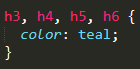 h3, h4, h5, h6 {
  color: teal;
}